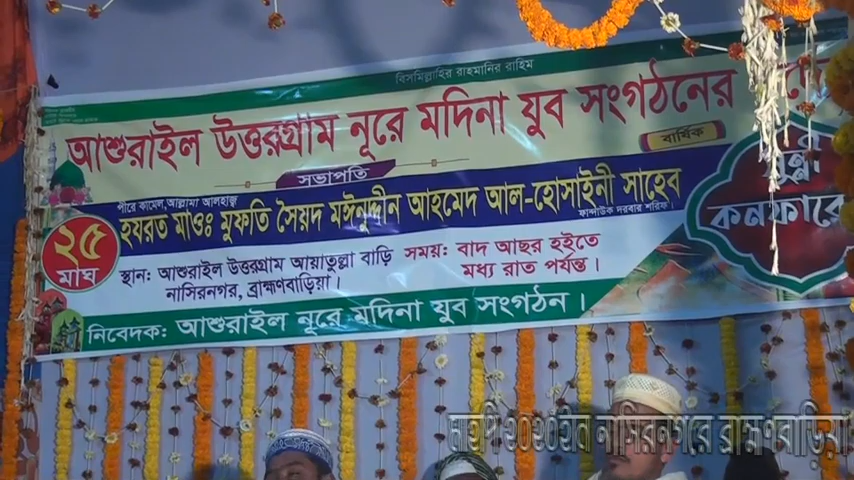 বিসমিল্লাহির রাহমানির রাহিম
আশুরাইল উত্তরগ্রাম নূরে মদিনা যুব সংগঠনের
বার্ষিক
সভাপতি
পীরে কামেল, আল্লামা আলহাজ্ব
হযরত মাওঃ মুফতি সৈয়দ মঈনুদ্দীন আহমেদ আল-হোসাইনী সাহেব
ফান্দাউক দরবার শরিফ।
সুন্নী
কনফারে
২৫
মাঘ
স্থান: আশুরাইল উত্তরগ্রাম আয়াতুল্লা বাড়ি
নাসিরনগর, ব্রাহ্মণবাড়িয়া।
সময়: বাদ আছর হইতে
মধ্য রাত পর্যন্ত।
নিবেদক: আশুরাইল নূরে মদিনা যুব সংগঠন।
২০২০ইং নাসিরনগরে ব্রাহ্মণবাড়িয়া